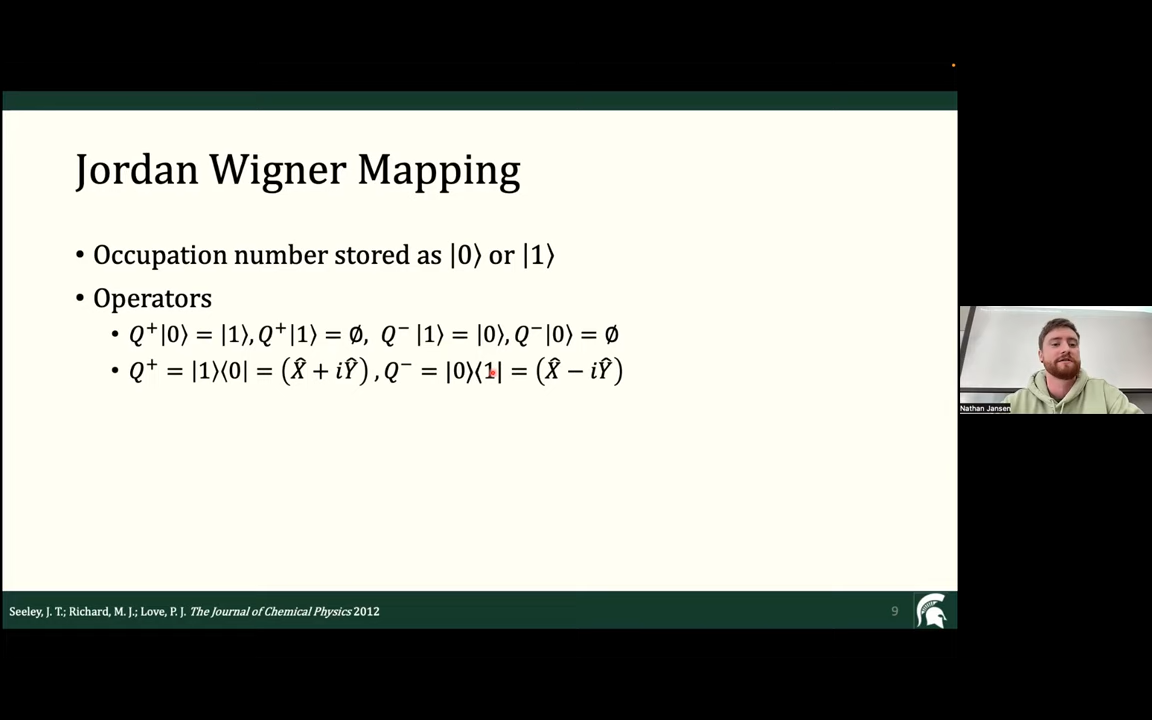 Jordan Wigner Mapping
• Occupation number stored as |0⟩ or |1⟩
• Operators
• Q⁺|0⟩ = |1⟩, Q⁺|1⟩ = ∅, Q⁻ |1⟩ = |0⟩, Q⁻|0⟩ = ∅
• Q⁺ = |1⟩⟨0| = (X̂ + iŶ) , Q⁻ = |0⟩⟨1| = (X̂ − iŶ)
Nathan Jansen
Seeley, J. T.; Richard, M. J.; Love, P. J. The Journal of Chemical Physics 2012
9